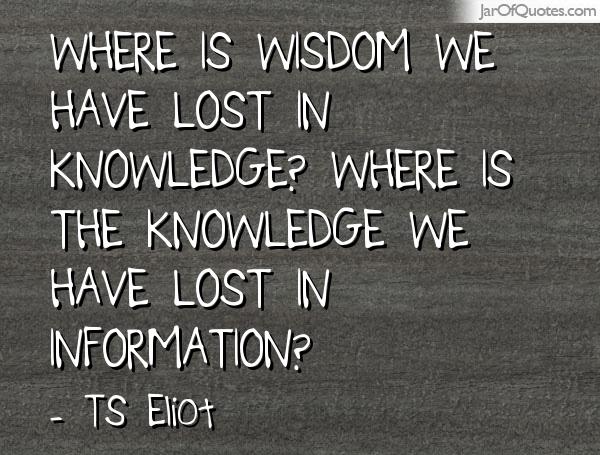 JarOfQuotes.com
WHERE IS WISDOM WE
HAVE LOST IN
KNOWLEDGE? WHERE IS
THE KNOWLEDGE WE
HAVE LOST IN
INFORMATION?
- TS Eliot